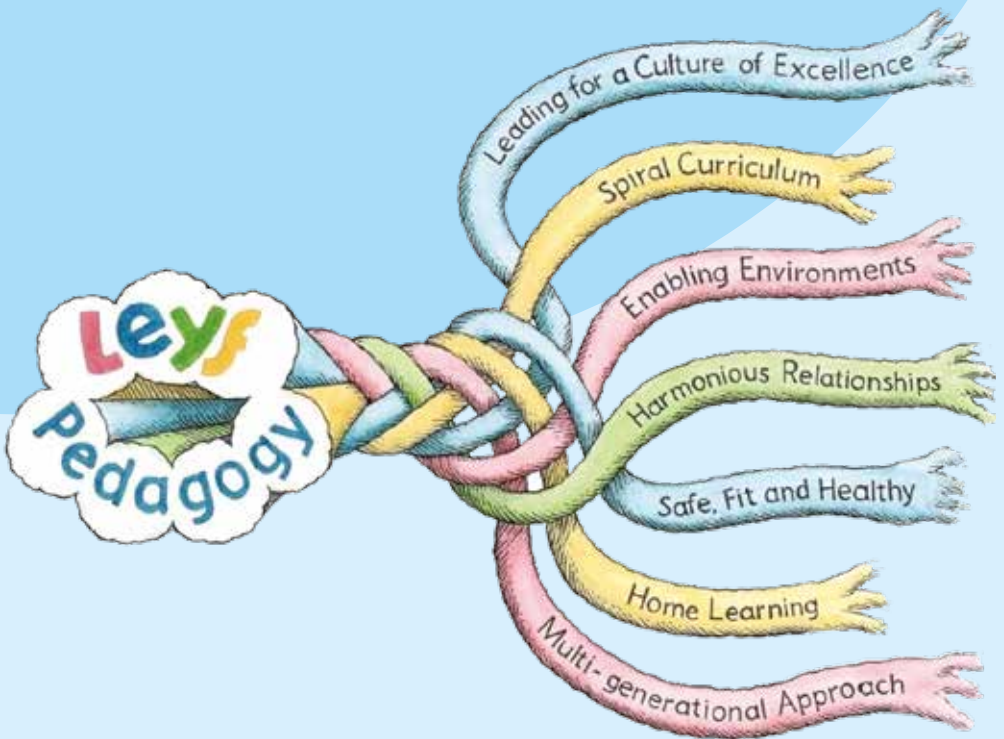 Leading for a Culture of Excellence
Spiral Curriculum
Enabling Environments
Leyf
Pedagogy
Harmonious Relationships
Safe, Fit and Healthy
Home Learning
Multi-generational Approach